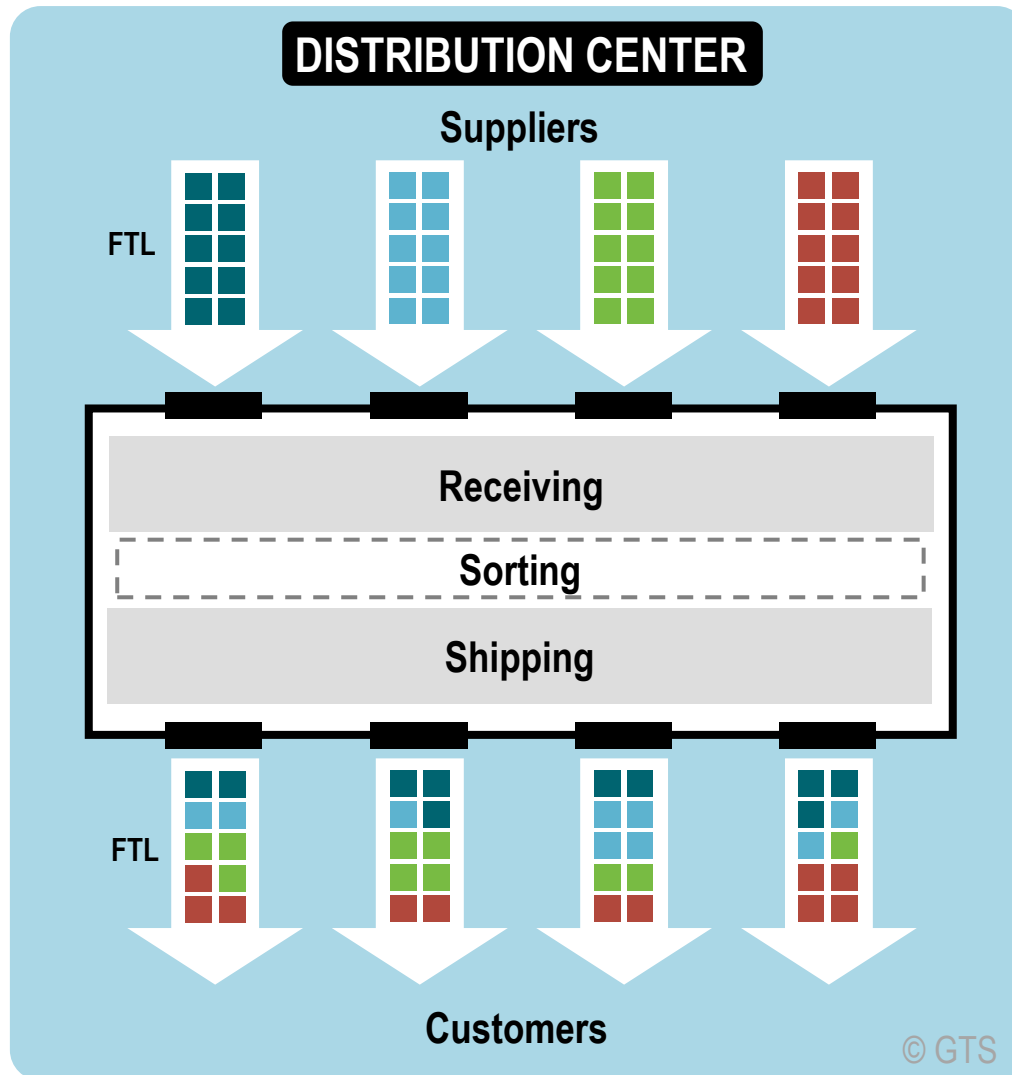 DISTRIBUTION CENTER
Suppliers
FTL
Receiving
Sorting
Shipping
FTL
Customers
© GTS